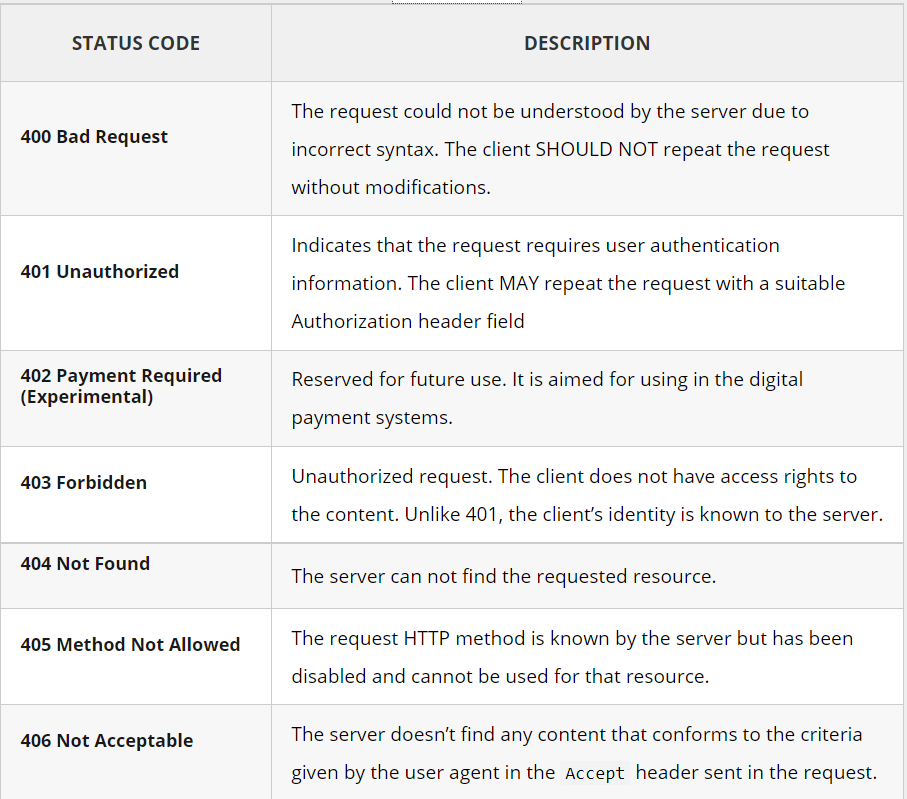 STATUS CODE DESCRIPTION
400 Bad Request
The request could not be understood by the server due to
incorrect syntax. The client SHOULD NOT repeat the request
without modifications.
401 Unauthorized
Indicates that the request requires user authentication
information. The client MAY repeat the request with a suitable
Authorization header field
402 Payment Required
(Experimental)
Reserved for future use. It is aimed for using in the digital
payment systems.
403 Forbidden
Unauthorized request. The client does not have access rights to
the content. Unlike 401, the client’s identity is known to the server.
404 Not Found
The server can not find the requested resource.
405 Method Not Allowed
The request HTTP method is known by the server but has been
disabled and cannot be used for that resource.
406 Not Acceptable
The server doesn’t find any content that conforms to the criteria
given by the user agent in the Accept header sent in the request.